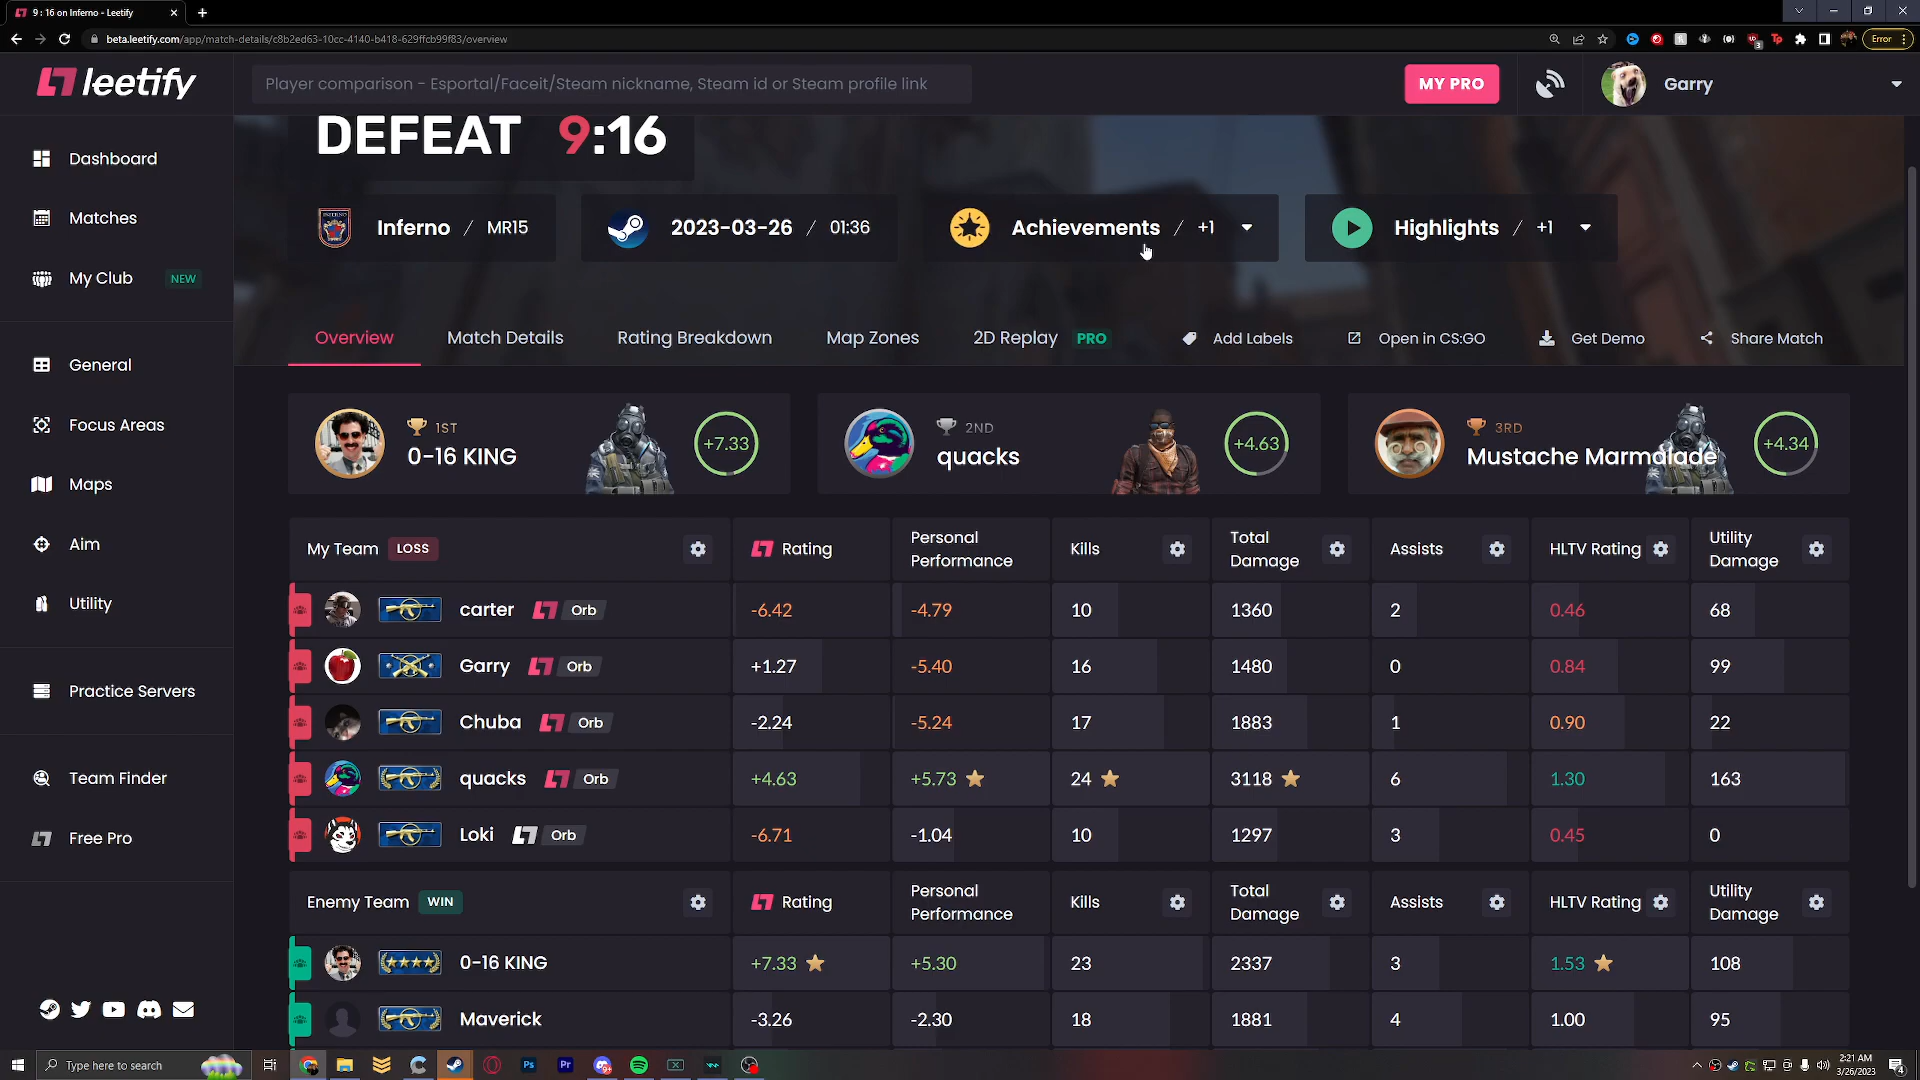 9 : 16 on Inferno - Leetify
beta.leetify.com/app/match-details/c8b2ed63-10cc-4140-b418-629ffcb99f83/overview
Error
leetify
Player comparison - Esportal/Faceit/Steam nickname, Steam id or Steam profile link
MY PRO
Garry
DEFEAT 9:16
Inferno / MR15
2023-03-26 / 01:36
Achievements / +1
Highlights / +1
Dashboard
Matches
My Club NEW
General
Focus Areas
Maps
Aim
Utility
Practice Servers
Team Finder
Free Pro
Overview
Match Details
Rating Breakdown
Map Zones
2D Replay PRO
Add Labels
Open in CS:GO
Get Demo
Share Match
1ST
0-16 KING
+7.33
2ND
quacks
+4.63
3RD
Mustache Marmalade
+4.34
My Team LOSS Rating Personal Performance Kills Total Damage Assists HLTV Rating Utility Damage
carter Orb -6.42 -4.79 10 1360 2 0.46 68
Garry Orb +1.27 -5.40 16 1480 0 0.84 99
Chuba Orb -2.24 -5.24 17 1883 1 0.90 22
quacks Orb +4.63 +5.73 24 3118 6 1.30 163
Loki Orb -6.71 -1.04 10 1297 3 0.45 0
Enemy Team WIN Rating Personal Performance Kills Total Damage Assists HLTV Rating Utility Damage
0-16 KING +7.33 +5.30 23 2337 3 1.53 108
Maverick -3.26 -2.30 18 1881 4 1.00 95
Type here to search
2:21 AM
3/26/2023